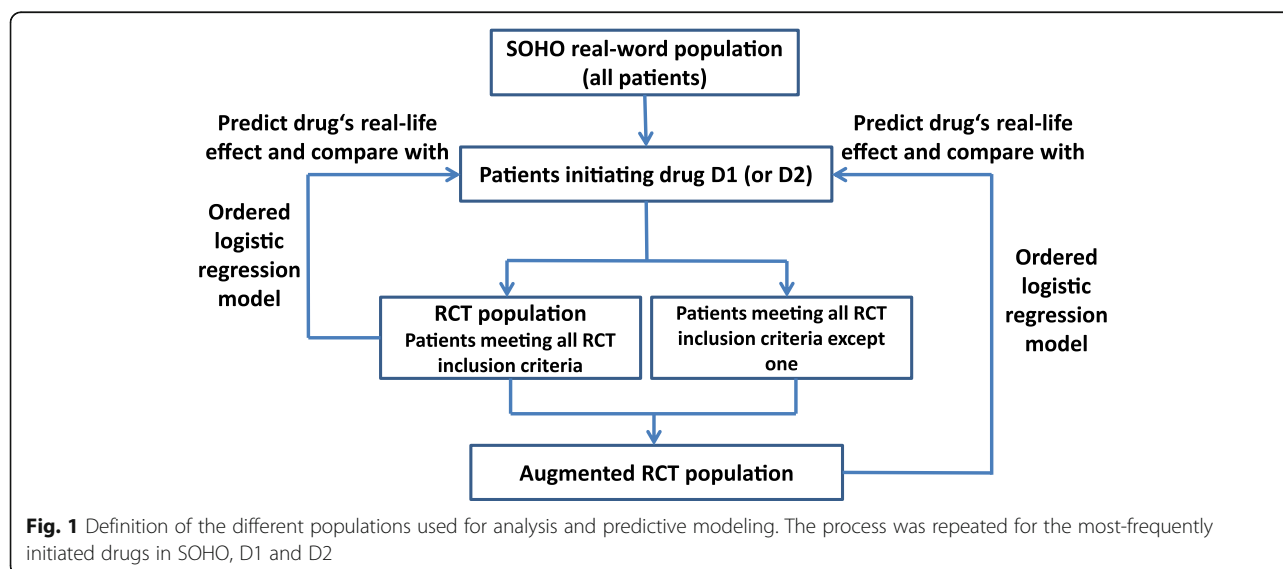 SOHO real-word population
(all patients)
Predict drug‘s real-life
effect and compare with
Predict drug‘s real-life
effect and compare with
Patients initiating drug D1 (or D2)
Ordered
logistic
regression
model
RCT population
Patients meeting all RCT
inclusion criteria
Patients meeting all RCT
inclusion criteria except
one
Ordered
logistic
regression
model
Augmented RCT population
Fig. 1 Definition of the different populations used for analysis and predictive modeling. The process was repeated for the most-frequently
initiated drugs in SOHO, D1 and D2